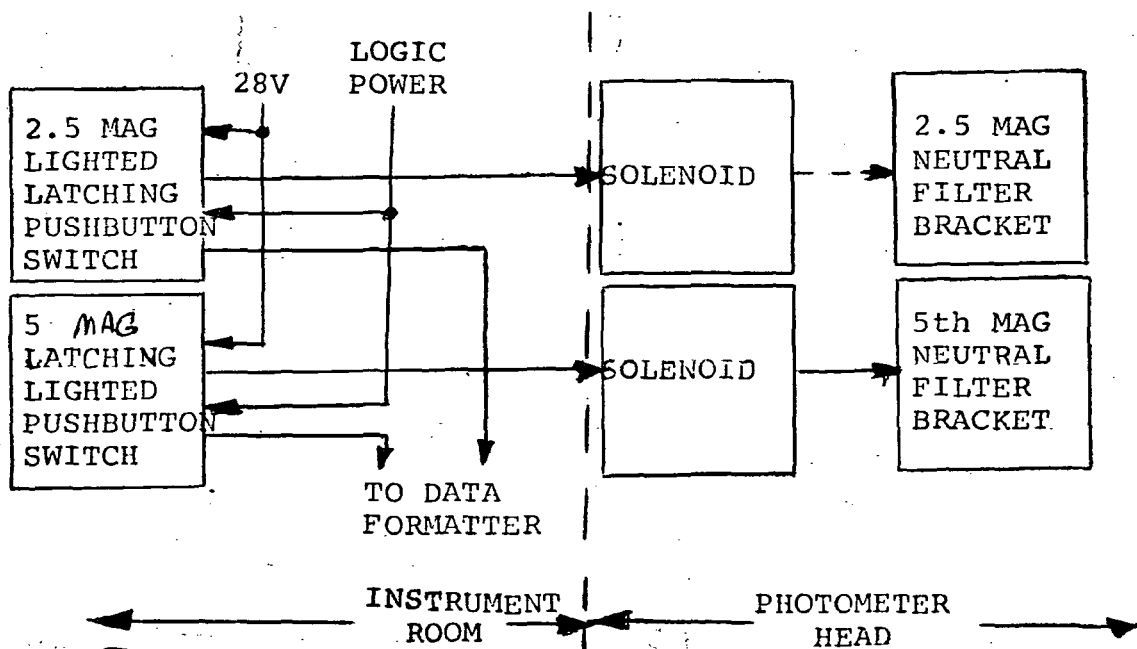 28V
LOGIC
POWER
2.5 MAG
LIGHTED
LATCHING
PUSHBUTTON
SWITCH
SOLENOID
2.5 MAG
NEUTRAL
FILTER
BRACKET
5 MAG
LATCHING
LIGHTED
PUSHBUTTON
SWITCH
SOLENOID
5th MAG
NEUTRAL
FILTER
BRACKET
TO DATA
FORMATTER
INSTRUMENT
ROOM
PHOTOMETER
HEAD